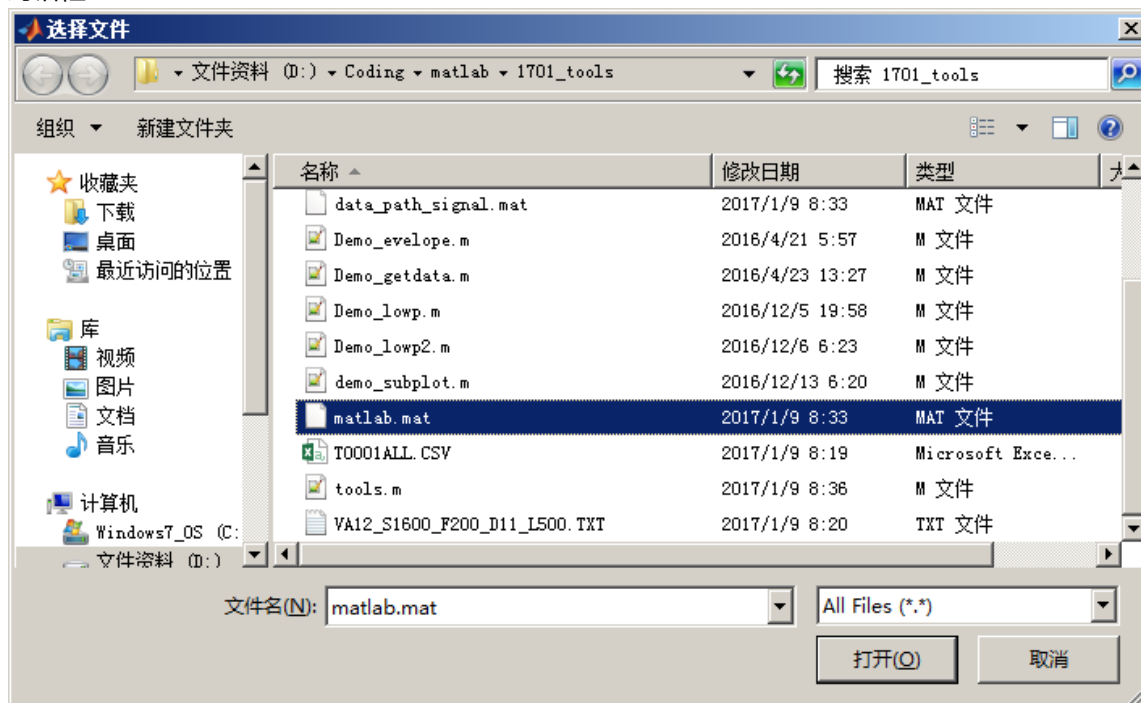 选择文件
文件资料 (D:) Coding matlab 1701_tools 搜索 1701_tools
组织 新建文件夹
名称 修改日期 类型
收藏夹
下载
桌面
最近访问的位置
库
视频
图片
文档
音乐
计算机
Windows7_OS (C:
文件资料 (D:)
data_path_signal.mat 2017/1/9 8:33 MAT 文件
Demo_evelope.m 2016/4/21 5:57 M 文件
Demo_getdata.m 2016/4/23 13:27 M 文件
Demo_lowp.m 2016/12/5 19:58 M 文件
Demo_lowp2.m 2016/12/6 6:23 M 文件
demo_subplot.m 2016/12/13 6:20 M 文件
matlab.mat 2017/1/9 8:33 MAT 文件
T0001ALL.CSV 2017/1/9 8:19 Microsoft Exce...
tools.m 2017/1/9 8:36 M 文件
VA12_S1600_F200_D11_L500.TXT 2017/1/9 8:20 TXT 文件
文件名(N): matlab.mat All Files (*.*)
打开(O) 取消